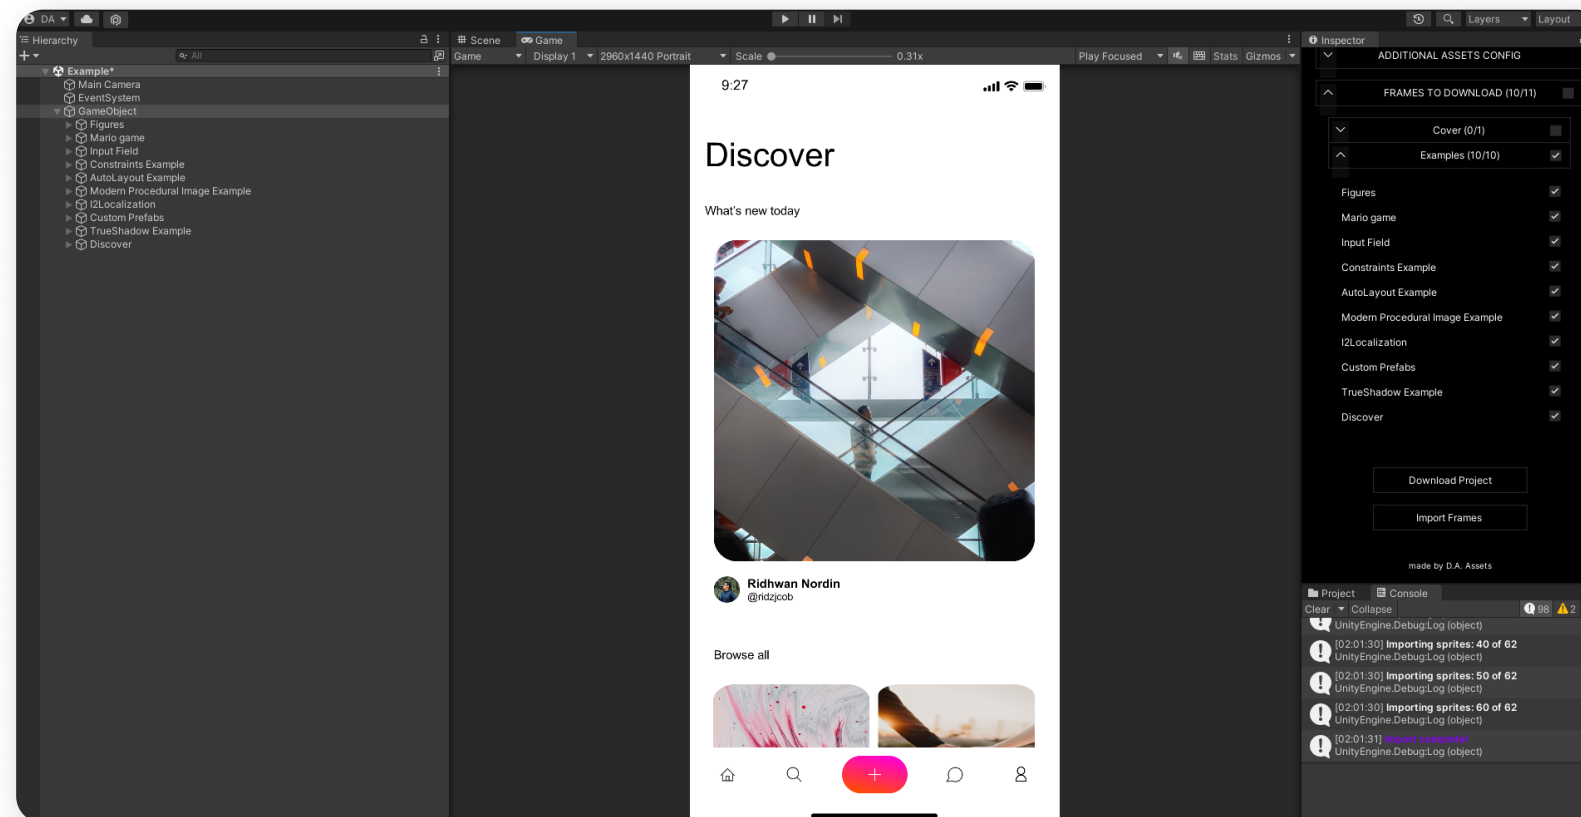 DA
Layers
Layout
Hierarchy
All
Example*
Main Camera
EventSystem
GameObject
Figures
Mario game
Input Field
Constraints Example
AutoLayout Example
Modern Procedural Image Example
I2Localization
Custom Prefabs
TrueShadow Example
Discover
Scene
Game
Game
Display 1
2960x1440 Portrait
Scale
0.31x
Play Focused
Stats
Gizmos
9:27
Discover
What's new today
Ridhwan Nordin
@ridzjcob
Browse all
Inspector
ADDITIONAL ASSETS CONFIG
FRAMES TO DOWNLOAD (10/11)
Cover (0/1)
Examples (10/10)
Figures
Mario game
Input Field
Constraints Example
AutoLayout Example
Modern Procedural Image Example
I2Localization
Custom Prefabs
TrueShadow Example
Discover
Download Project
Import Frames
made by D.A. Assets
Project
Console
Clear
Collapse
98
2
UnityEngine.Debug:Log (object)
[02:01:30] Importing sprites: 40 of 62
UnityEngine.Debug:Log (object)
[02:01:30] Importing sprites: 50 of 62
UnityEngine.Debug:Log (object)
[02:01:30] Importing sprites: 60 of 62
UnityEngine.Debug:Log (object)
[02:01:31] Import complete!
UnityEngine.Debug:Log (object)